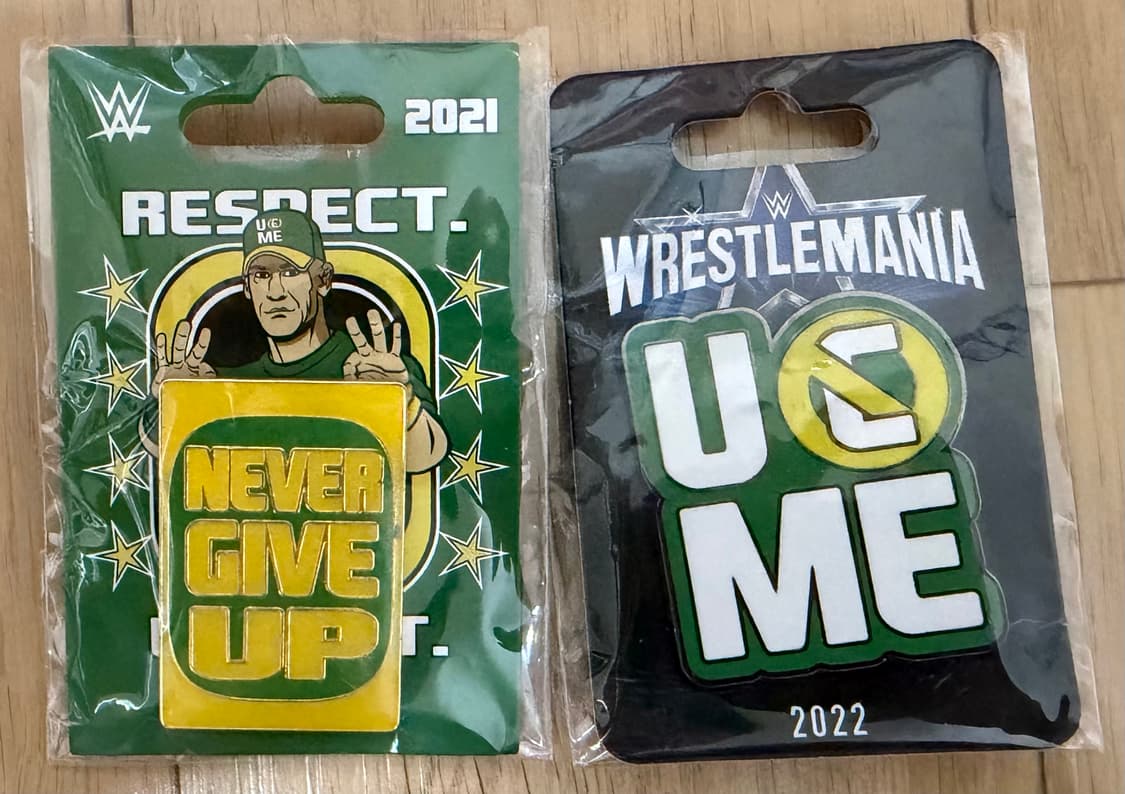 W
2021
RESPECT.
U (C)
ME
NEVER
GIVE
UP
T.
W
WRESTLEMANIA
U C
ME
2022